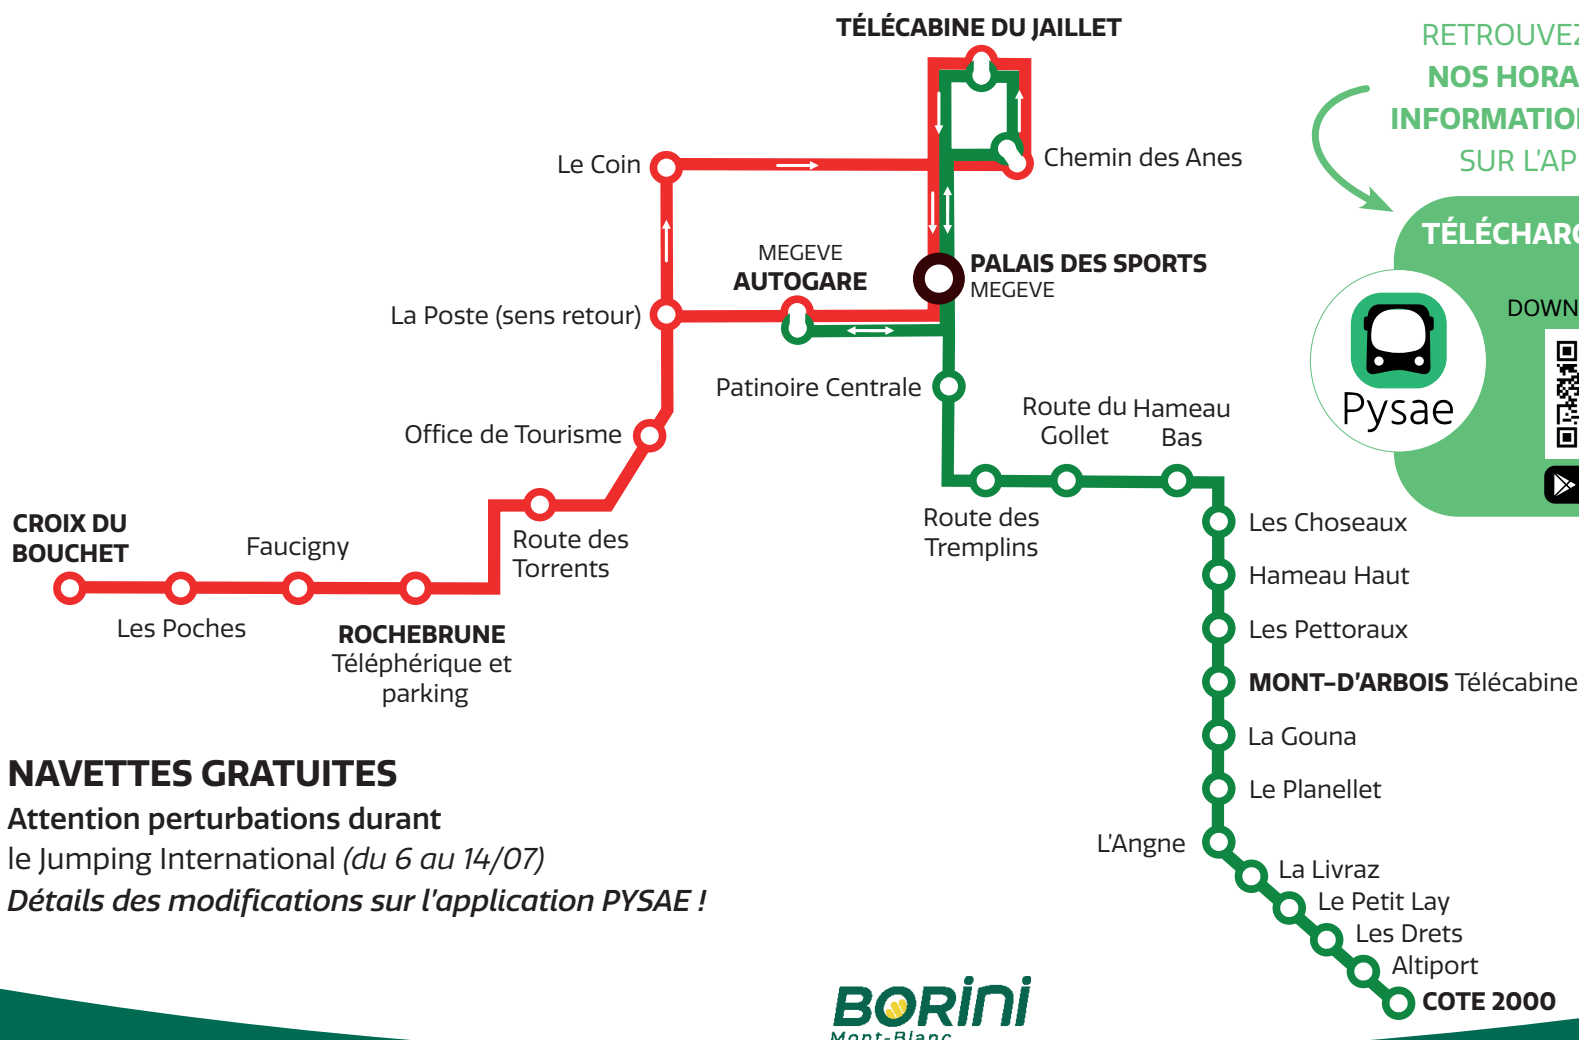 TÉLÉCABINE DU JAILLET
RETROUVEZ
NOS HORA
INFORMATION
SUR L'AP
Le Coin
Chemin des Anes
TÉLÉCHARG
MEGEVE
AUTOGARE
PALAIS DES SPORTS
MEGEVE
La Poste (sens retour)
DOWN
Pysae
Patinoire Centrale
Route du
Gollet
Hameau
Bas
Office de Tourisme
CROIX DU
BOUCHET
Faucigny
Route des
Torrents
Route des
Tremplins
Les Choseaux
Hameau Haut
Les Poches
ROCHEBRUNE
Téléphérique et
parking
Les Pettoraux
MONT-D'ARBOIS Télécabine
La Gouna
Le Planellet
L'Angne
La Livraz
Le Petit Lay
Les Drets
Altiport
COTE 2000
NAVETTES GRATUITES
Attention perturbations durant
le Jumping International (du 6 au 14/07)
Détails des modifications sur l'application PYSAE !
BORINI
Mont-Blanc